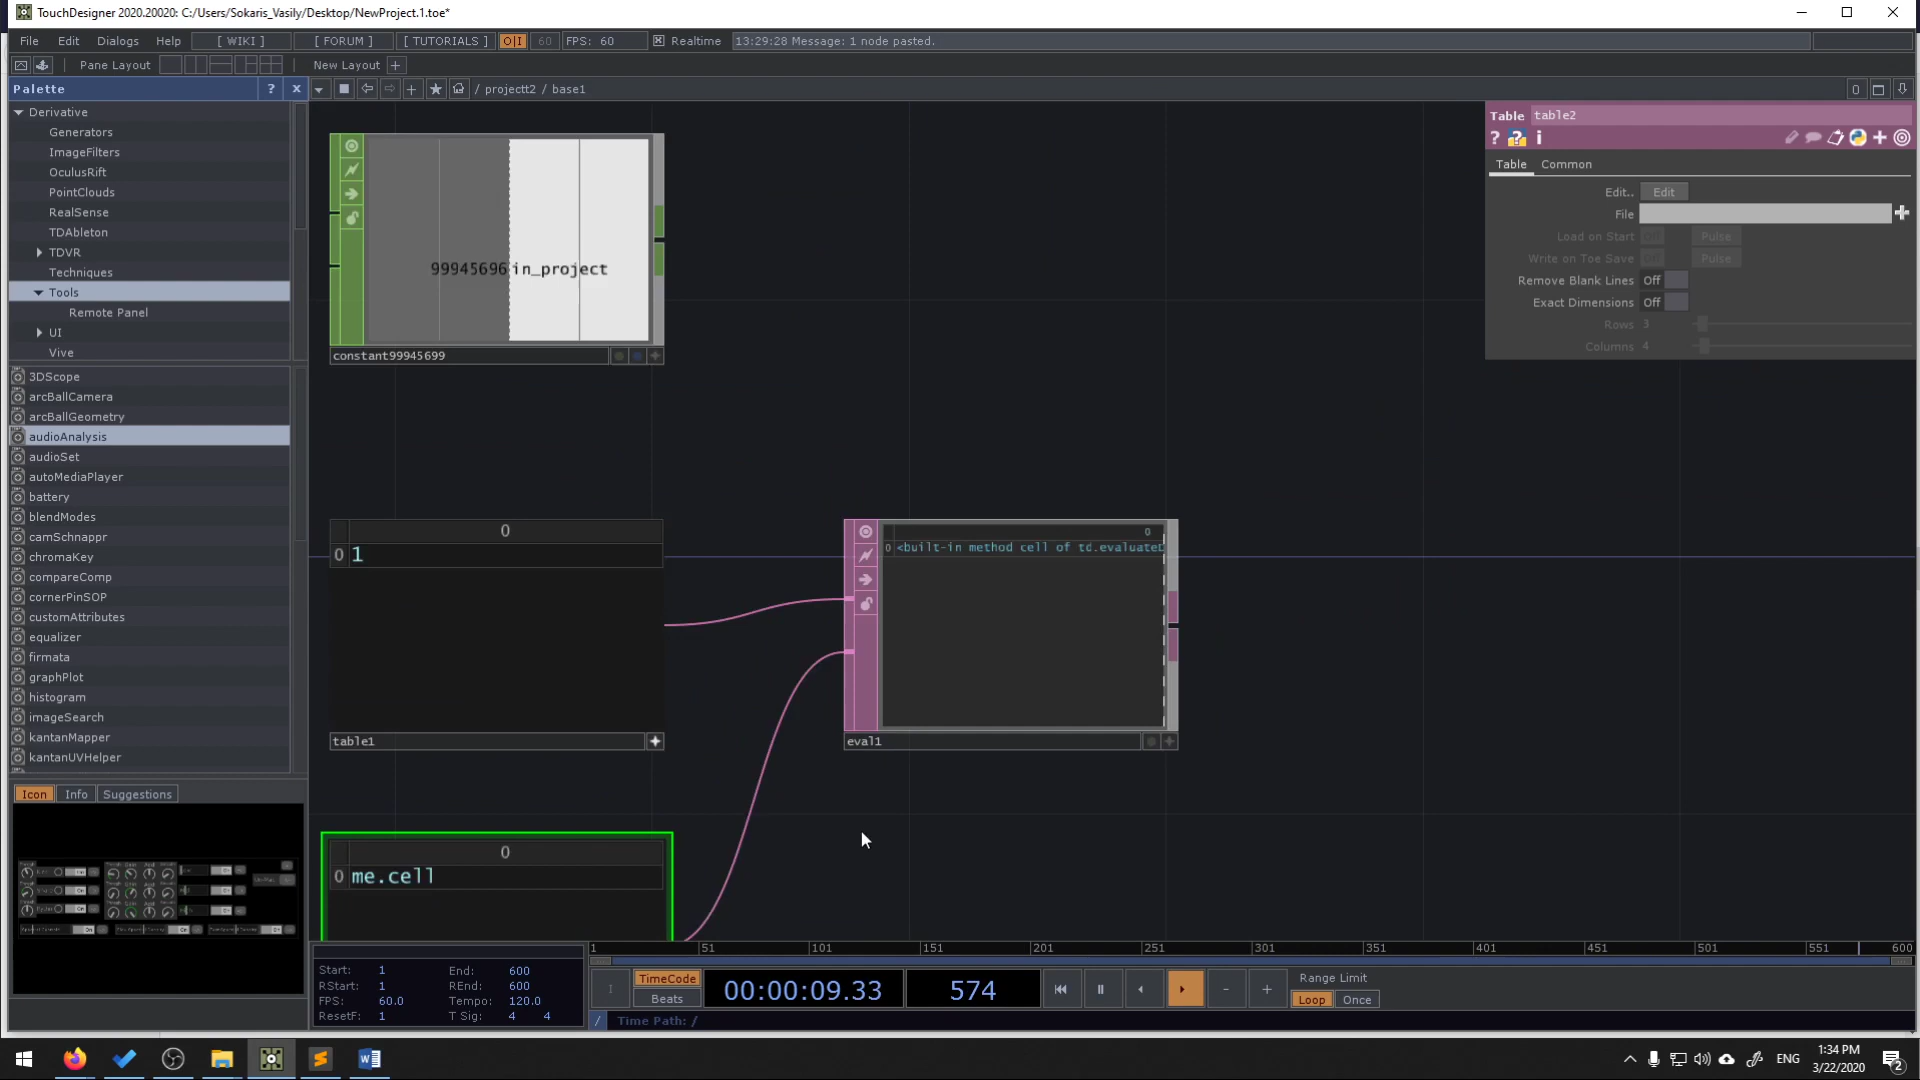 TouchDesigner 2020.20020: C:/Users/Sokaris_Vasily/Desktop/NewProject.1.toe*
File Edit Dialogs Help [ WIKI ] [ FORUM ] [ TUTORIALS ] O|I 60 FPS: 60 Realtime 13:29:28 Message: 1 node pasted.
Pane Layout New Layout +
Palette ? x / projectt2 / base1 0
Derivative
Generators
ImageFilters
OculusRift
PointClouds
RealSense
TDAbleton
TDVR
Techniques
Tools
Remote Panel
UI
Vive
3DScope
arcBallCamera
arcBallGeometry
audioAnalysis
audioSet
autoMediaPlayer
battery
blendModes
camSchnappr
chromaKey
compareComp
cornerPinSOP
customAttributes
equalizer
firmata
graphPlot
histogram
imageSearch
kantanMapper
kantanUVHelper
Icon Info Suggestions
99945696 in_project
constant99945699
0
0 1
table1
0
0 <built-in method cell of td.evaluateD
eval1
0
0 me.cell
Table table2
? ? i
Table Common
Edit.. Edit
File
Load on Start Off Pulse
Write on Toe Save Off Pulse
Remove Blank Lines Off
Exact Dimensions Off
Rows 3
Columns 4
1 51 101 151 201 251 301 351 401 451 501 551 600
Start: 1 End: 600
RStart: 1 REnd: 600
FPS: 60.0 Tempo: 120.0
ResetF: 1 T Sig: 4 4
1 TimeCode Beats 00:00:09.33 574 - + Range Limit
Loop Once
/ Time Path: /
ENG 1:34 PM
3/22/2020 2